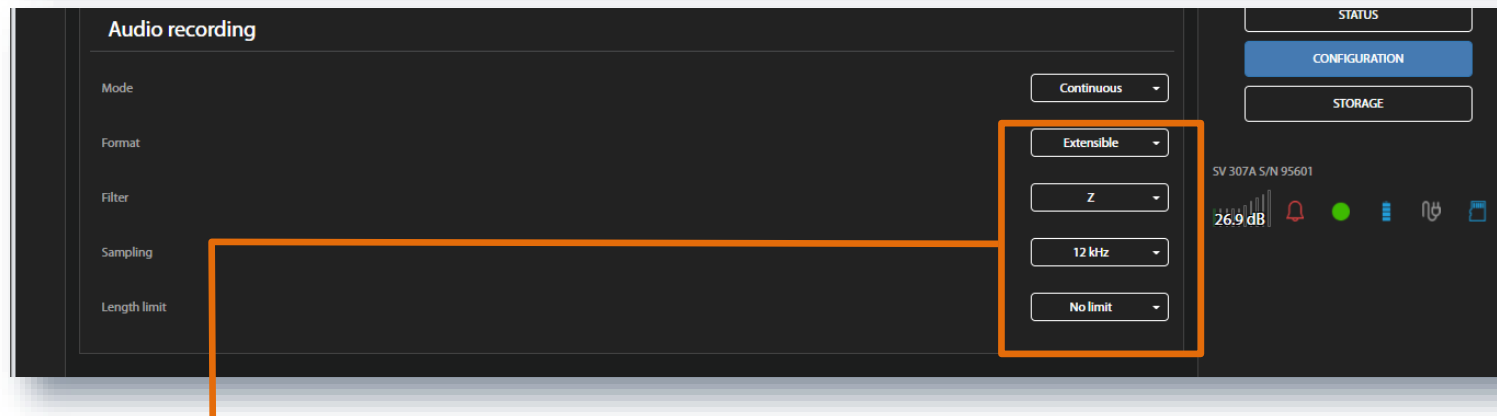 Audio recording
Mode
Continuous
Format
Extensible
Filter
Z
Sampling
12 kHz
Length limit
No limit
STATUS
CONFIGURATION
STORAGE
SV 307A S/N 95601
26.9 dB